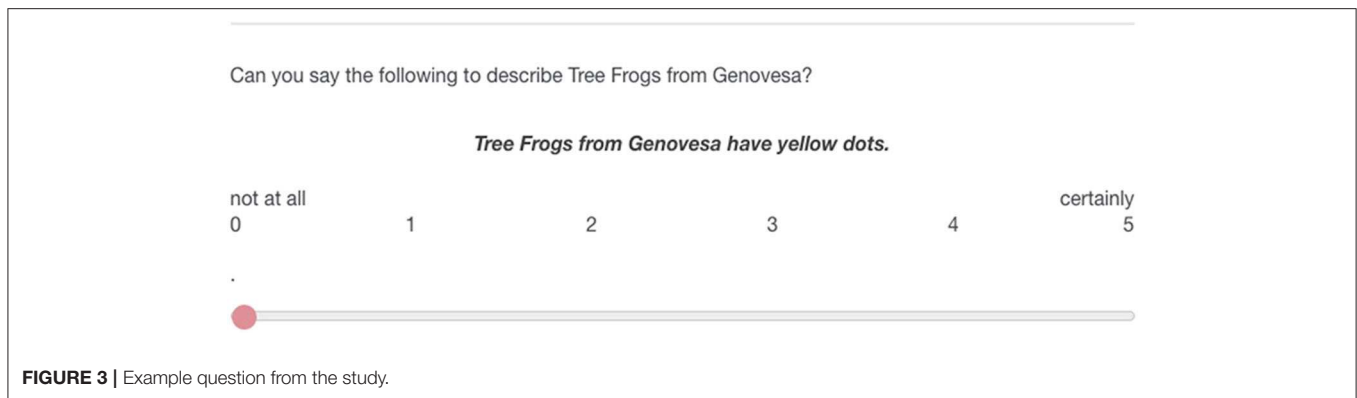 Can you say the following to describe Tree Frogs from Genovesa?
Tree Frogs from Genovesa have yellow dots.
not at all certainly
0 1 2 3 4 5
.
FIGURE 3 | Example question from the study.